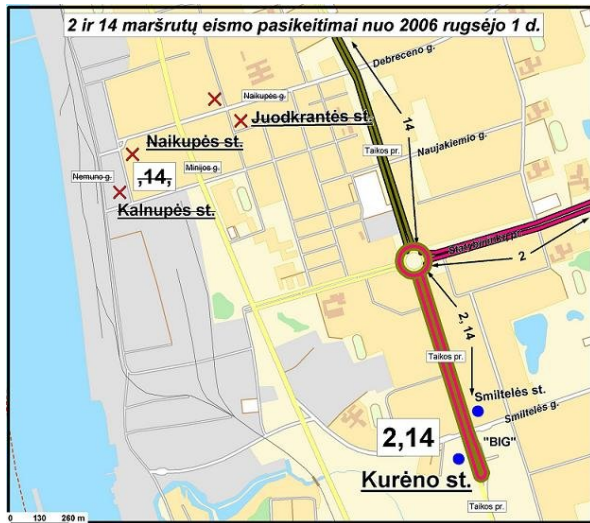 2 ir 14 maršrutų eismo pasikeitimai nuo 2006 rugsėjo 1 d.
Debreceno g.
Naikupės g.
14
Juodkrantės st.
Naujakiemio g.
Naikupės st.
Taikos pr.
Minijos g.
,14,
Nemuno g.
Kalnupės st.
Statybininkų pr.
2
2, 14
Taikos pr.
Smiltelės st.
Smiltelės g.
2,14
"BIG"
Kurėno st.
Taikos pr.
0 130 260 m